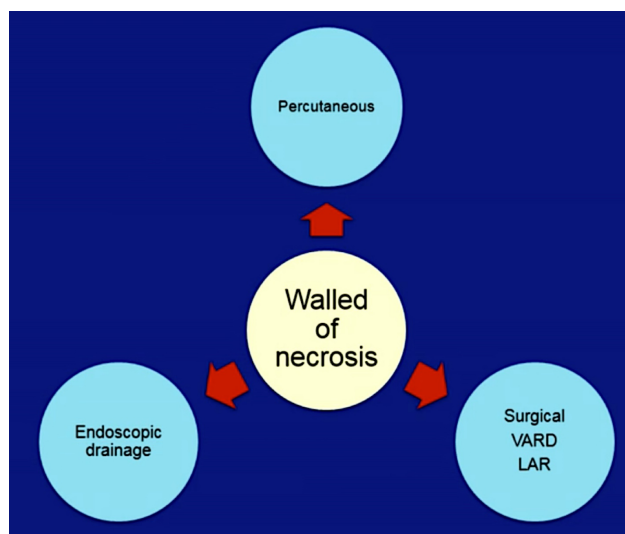 Percutaneous
Walled
of
necrosis
Endoscopic
drainage
Surgical
VARD
LAR